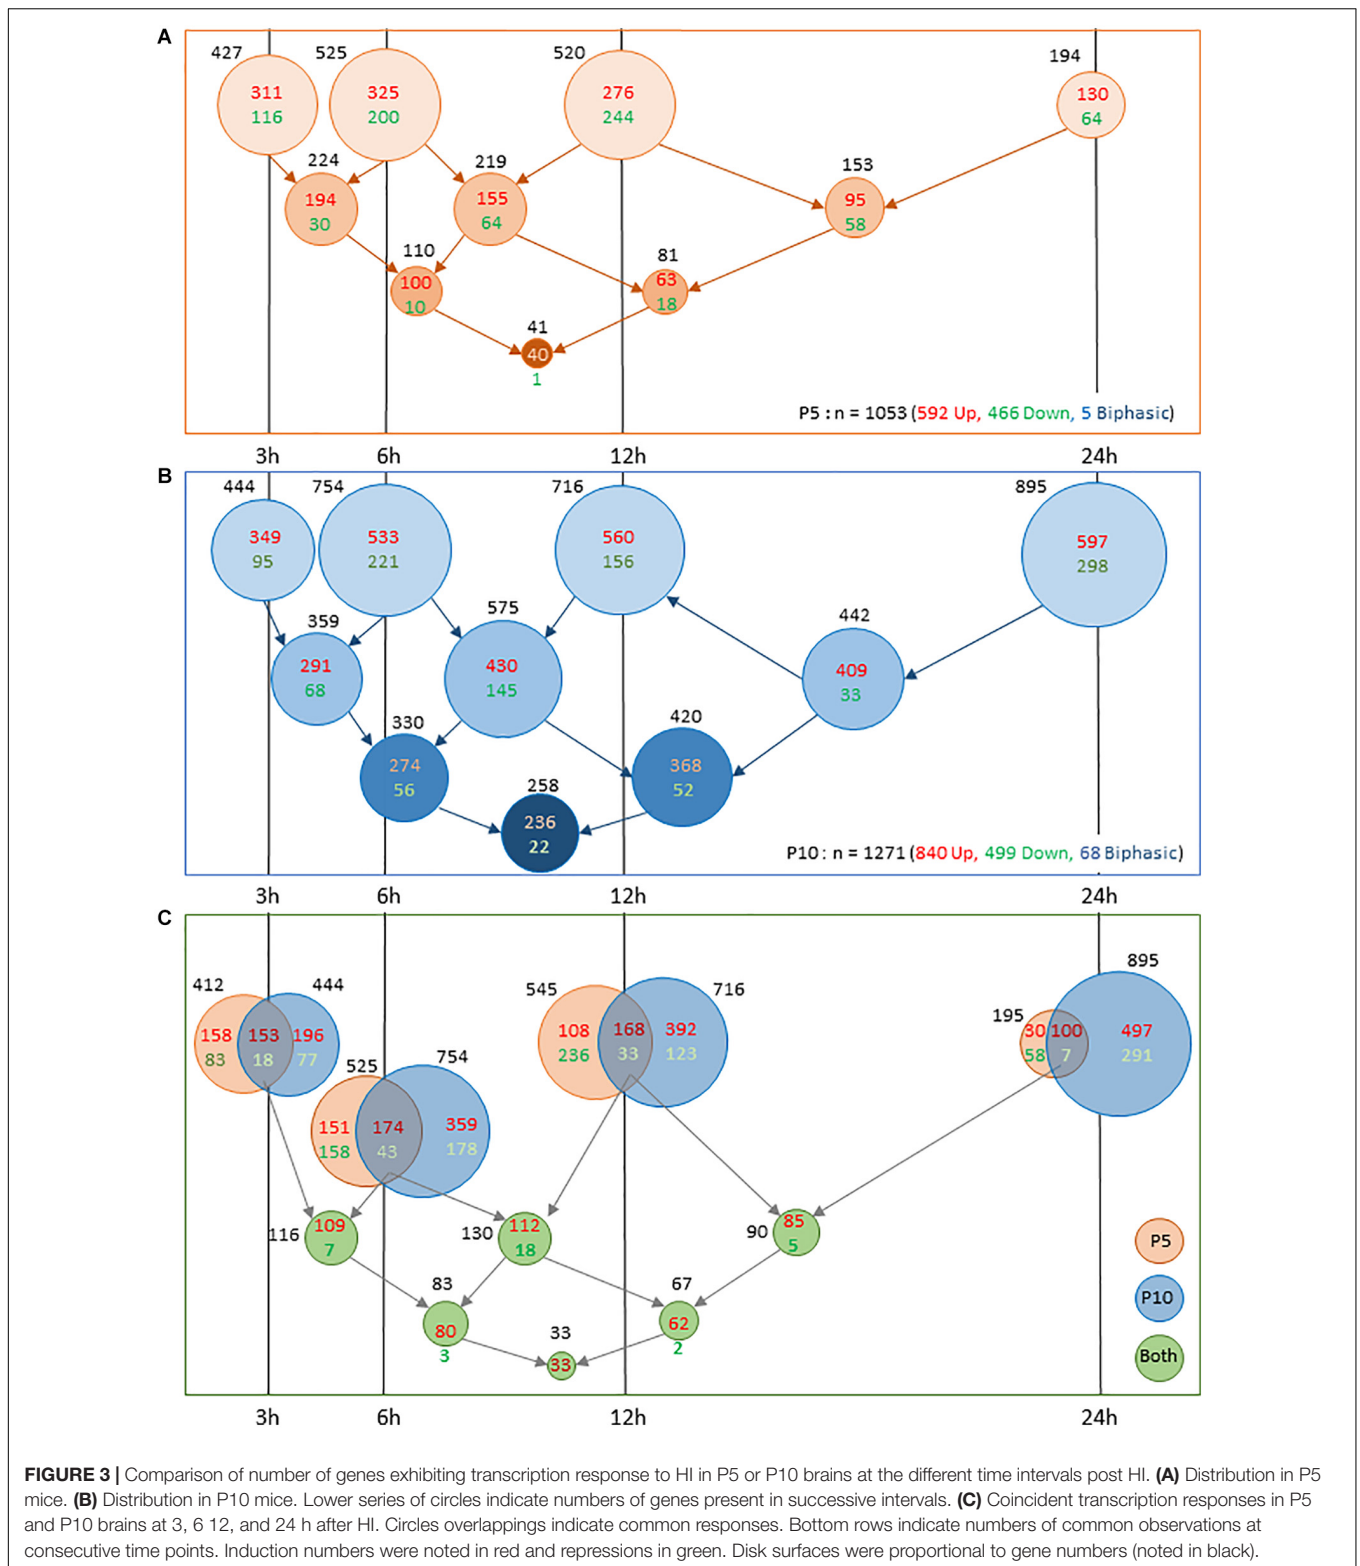 A
427 525 520 194
311 325 276 130
116 200 244 64
224 219 153
194 155 95
30 64 58
110 81
100 63
10 18
41
40
1
P5 : n = 1053 (592 Up, 466 Down, 5 Biphasic)
3h 6h 12h 24h
B
444 754 716 895
349 533 560 597
95 221 156 298
359 575 442
291 430 409
68 145 33
330 420
274 368
56 52
258
236
22
P10 : n = 1271 (840 Up, 499 Down, 68 Biphasic)
3h 6h 12h 24h
C
412 444 545 716 195 895
158 153 196 108 168 392 30 100 497
83 18 77 236 33 123 58 7 291
525 754
151 174 359
158 43 178
116 109 130 112 90 85
7 18 5
83 67
80 62
3 2
33
33
P5
P10
Both
3h 6h 12h 24h
FIGURE 3 | Comparison of number of genes exhibiting transcription response to HI in P5 or P10 brains at the different time intervals post HI. (A) Distribution in P5
mice. (B) Distribution in P10 mice. Lower series of circles indicate numbers of genes present in successive intervals. (C) Coincident transcription responses in P5
and P10 brains at 3, 6 12, and 24 h after HI. Circles overlappings indicate common responses. Bottom rows indicate numbers of common observations at
consecutive time points. Induction numbers were noted in red and repressions in green. Disk surfaces were proportional to gene numbers (noted in black).